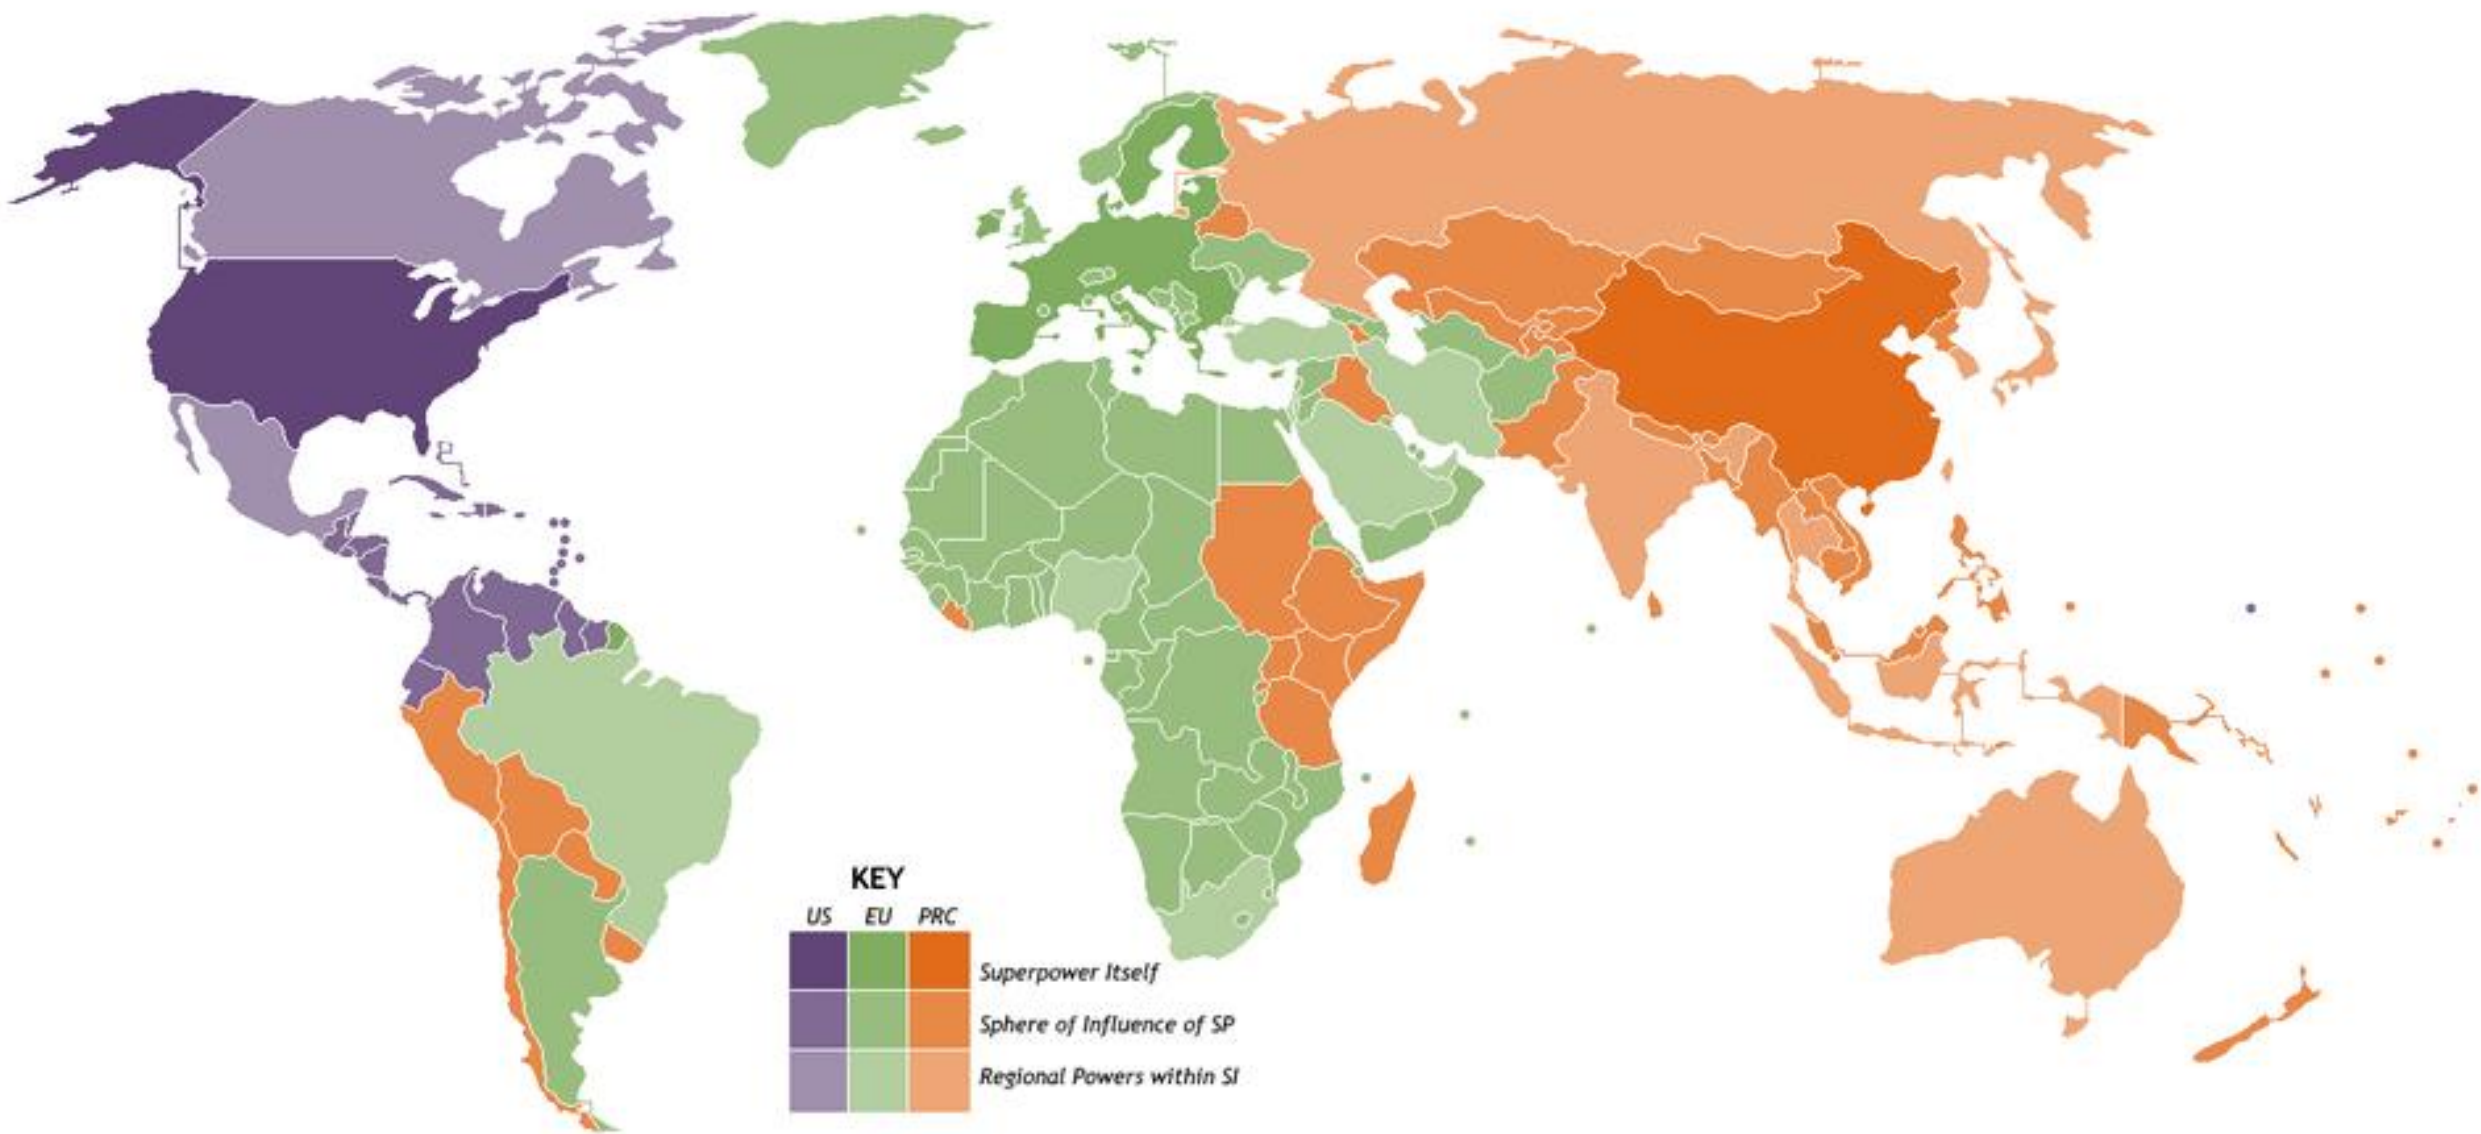 KEY
US EU PRC
Superpower Itself
Sphere of Influence of SP
Regional Powers within SI